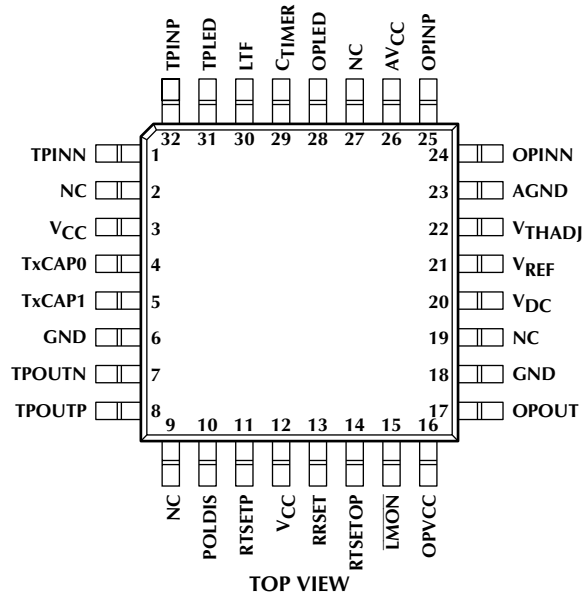 TPINP
TPLED
LTF
CTIMER
OPLED
NC
AVCC
OPINP
32 31 30 29 28 27 26 25
TPINN 1 24 OPINN
NC 2 23 AGND
VCC 3 22 VTHADJ
TxCAP0 4 21 VREF
TxCAP1 5 20 VDC
GND 6 19 NC
TPOUTN 7 18 GND
TPOUTP 8 17 OPOUT
9 10 11 12 13 14 15 16
NC
POLDIS
RTSETP
VCC
RRSET
RTSETOP
LMON
OPVCC
TOP VIEW